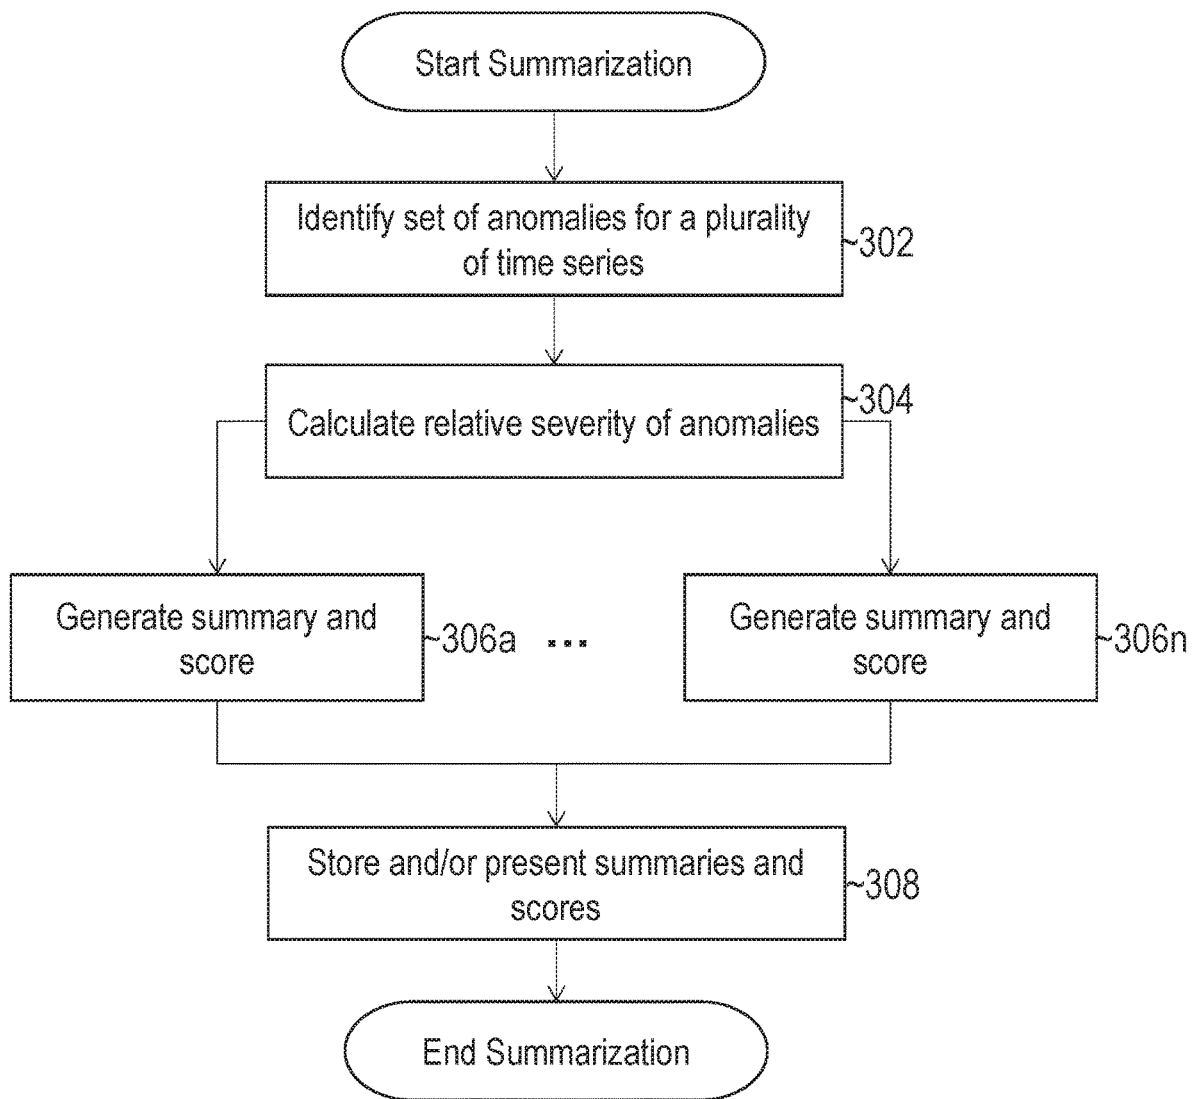 Start Summarization
Identify set of anomalies for a plurality
of time series
~302
Calculate relative severity of anomalies
~304
Generate summary and
score
~306a
...
Generate summary and
score
~306n
Store and/or present summaries and
scores
~308
End Summarization